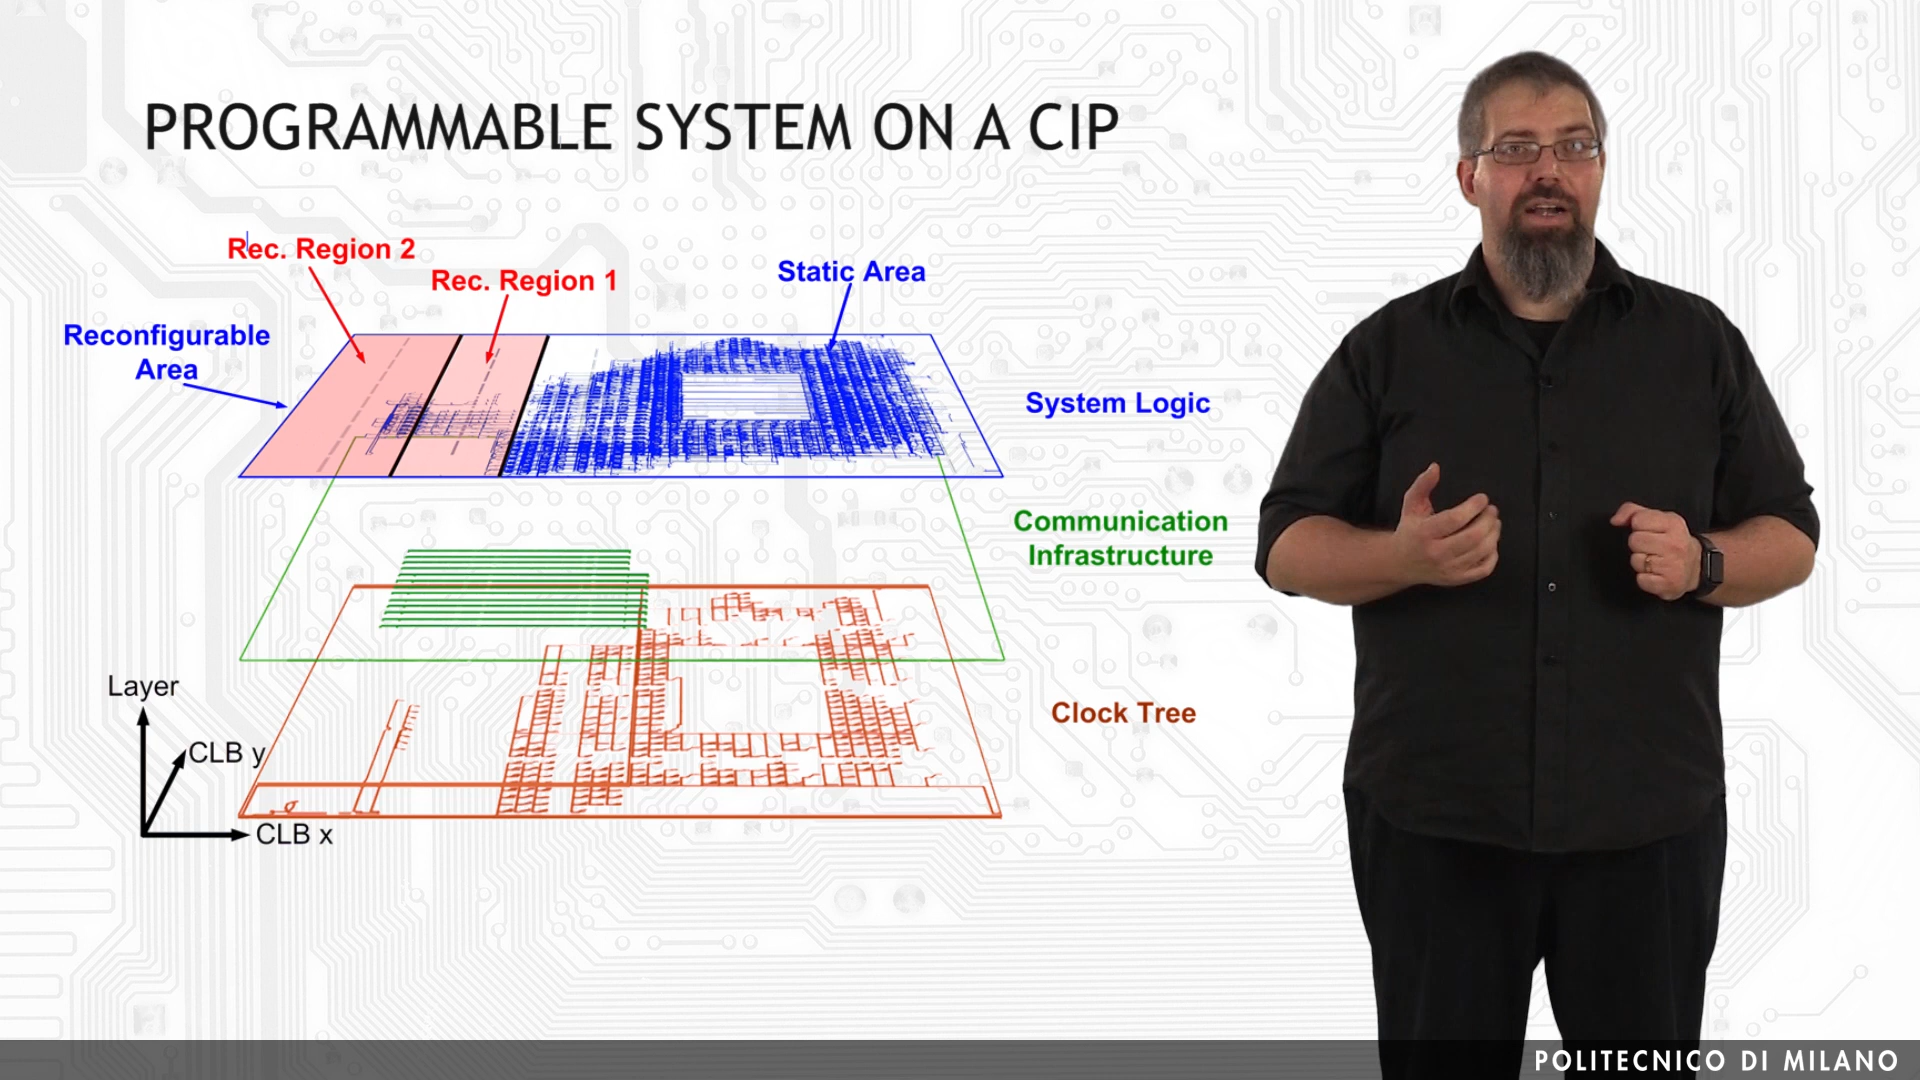 PROGRAMMABLE SYSTEM ON A CIP
Rec. Region 2
Rec. Region 1
Static Area
Reconfigurable
Area
System Logic
Communication
Infrastructure
Layer
CLB y
Clock Tree
CLB x
POLITECNICO DI MILANO